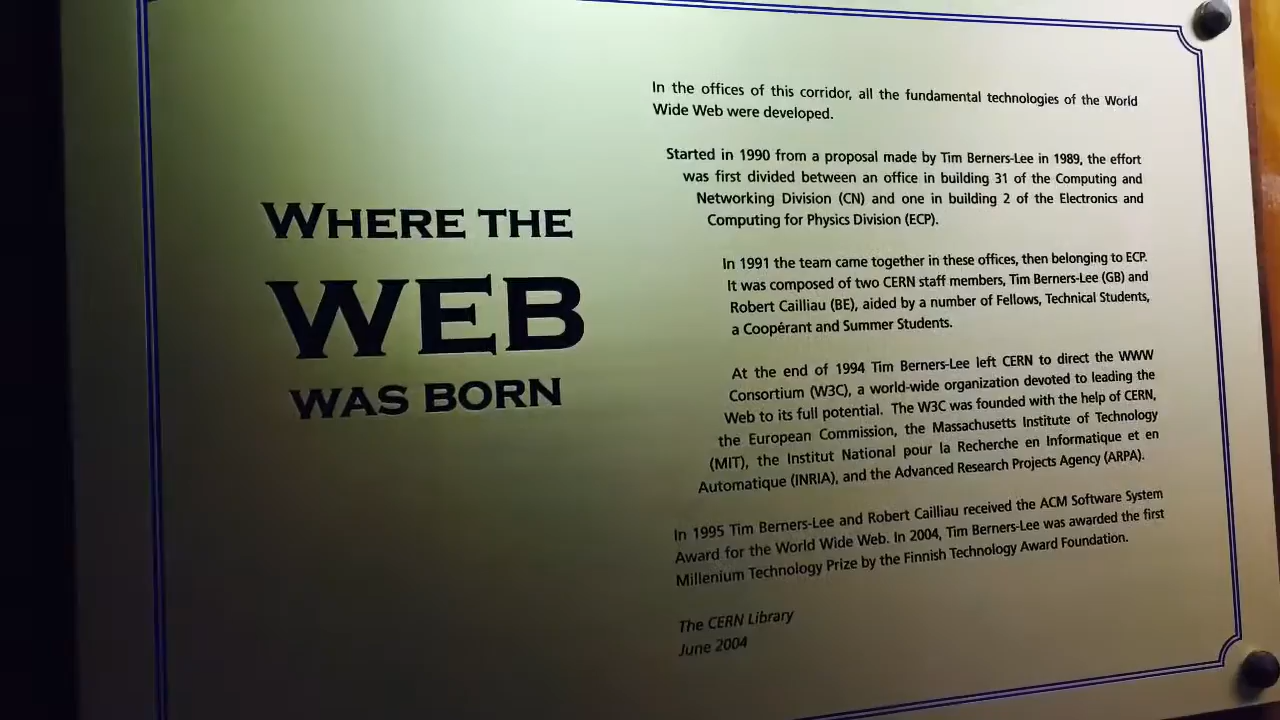 WHERE THE
WEB
WAS BORN
In the offices of this corridor, all the fundamental technologies of the World
Wide Web were developed.
Started in 1990 from a proposal made by Tim Berners-Lee in 1989, the effort
was first divided between an office in building 31 of the Computing and
Networking Division (CN) and one in building 2 of the Electronics and
Computing for Physics Division (ECP).
In 1991 the team came together in these offices, then belonging to ECP.
It was composed of two CERN staff members, Tim Berners-Lee (GB) and
Robert Cailliau (BE), aided by a number of Fellows, Technical Students,
a Coopérant and Summer Students.
At the end of 1994 Tim Berners-Lee left CERN to direct the WWW
Consortium (W3C), a world-wide organization devoted to leading the
Web to its full potential. The W3C was founded with the help of CERN,
the European Commission, the Massachusetts Institute of Technology
(MIT), the Institut National pour la Recherche en Informatique et en
Automatique (INRIA), and the Advanced Research Projects Agency (ARPA).
In 1995 Tim Berners-Lee and Robert Cailliau received the ACM Software System
Award for the World Wide Web. In 2004, Tim Berners-Lee was awarded the first
Millenium Technology Prize by the Finnish Technology Award Foundation.
The CERN Library
June 2004